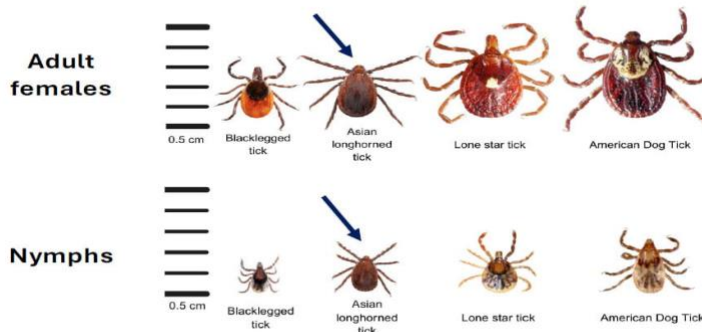 Adult
females
0.5 cm
Blacklegged
tick
Asian
longhorned
tick
Lone star tick
American Dog Tick
Nymphs
0.5 cm
Blacklegged
tick
Asian
longhorned
tick
Lone star tick
American Dog Tick